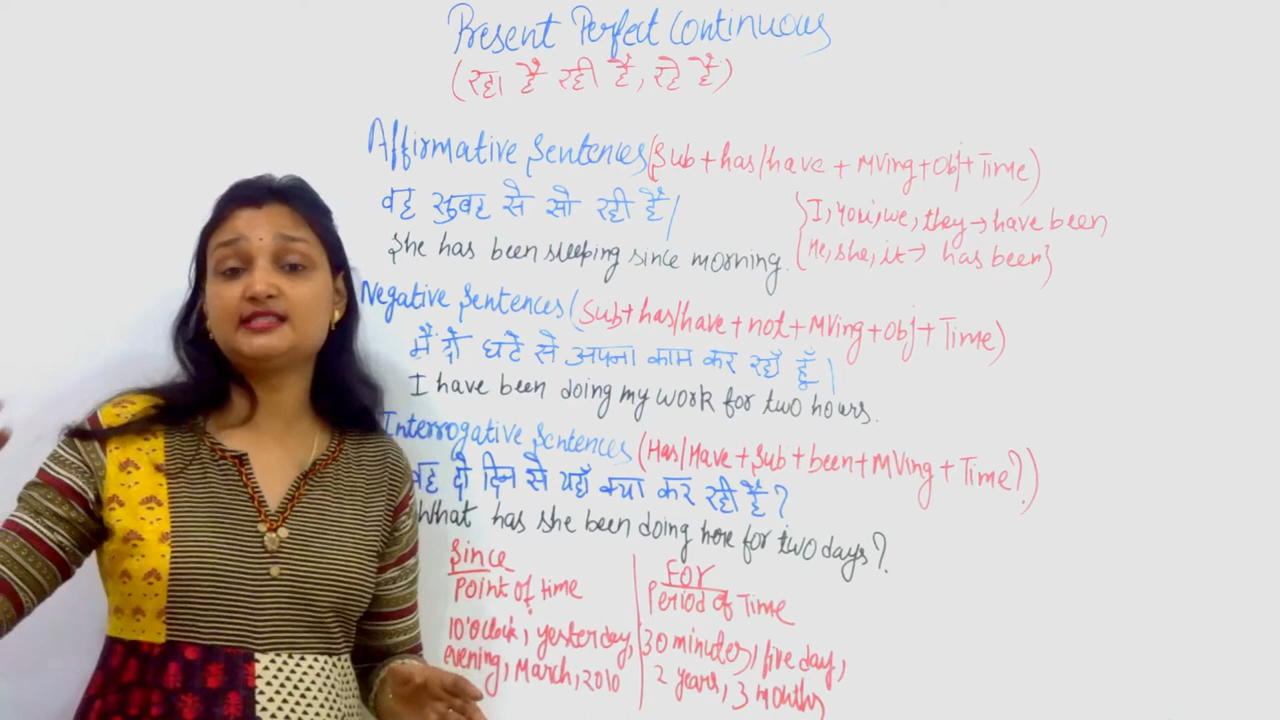 Present Perfect Continuous
(रहा है रही है, रहे हैं)
Affirmative Sentences (Sub + has/have + MVing + Obj + Time)
वह सुबह से सो रही है।
I, you, we, they → have been
She has been sleeping since morning.
He, she, it → has been}
Negative Sentences (Sub + has/have + not + MVing + Obj + Time)
मैं दो घंटे से अपना काम कर रहाँ हूँ।
I have been doing my work for two hours.
Interrogative Sentences (Has/Have + Sub + been + MVing + Time?)
वह दो दिन से यहाँ क्या कर रही है?
What has she been doing here for two days?
Since
Point of time
10'O clock, yesterday,
evening, March, 2010
For
Period of Time
30 minutes, five day,
2 years, 3 months